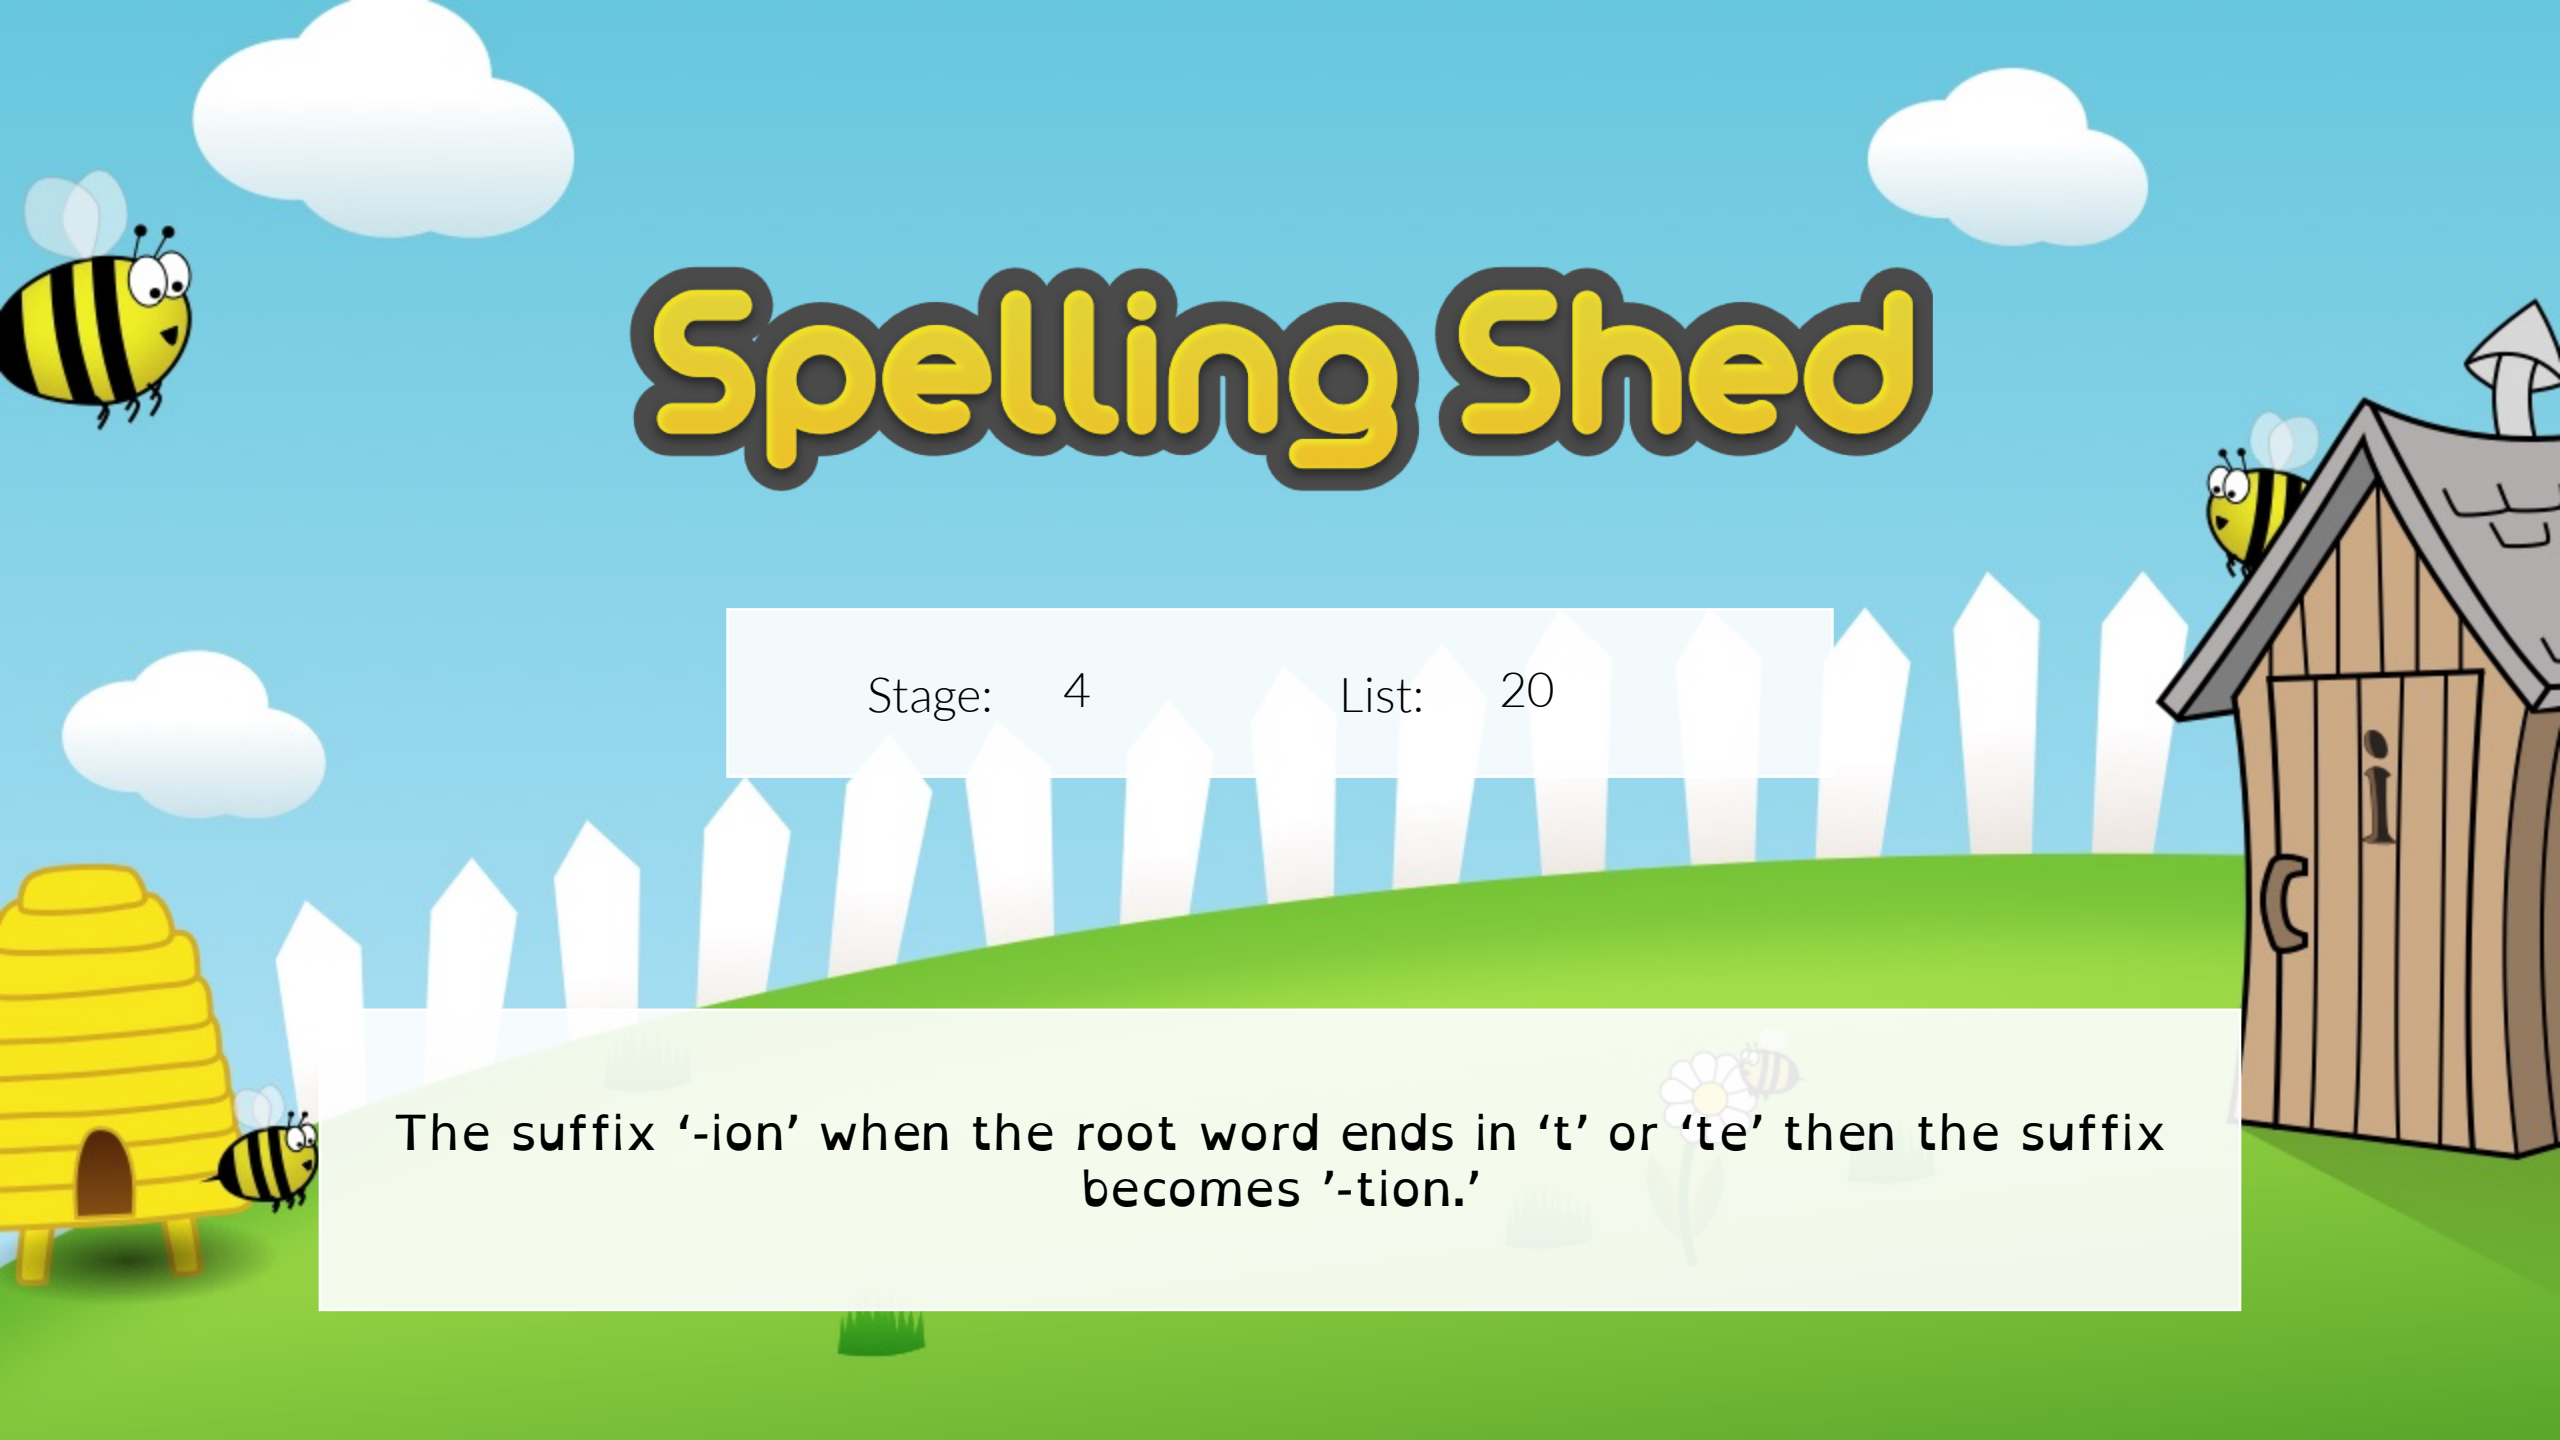 Spelling Shed
Stage: 4 List: 20
i
The suffix ‘-ion’ when the root word ends in ‘t’ or ‘te’ then the suffix
becomes ’-tion.’